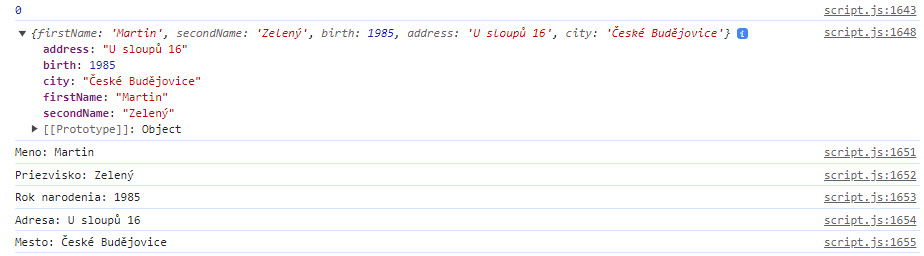 0 script.js:1643
▼ {firstName: 'Martin', secondName: 'Zelený', birth: 1985, address: 'U sloupů 16', city: 'České Budějovice'} i script.js:1648
address: "U sloupů 16"
birth: 1985
city: "České Budějovice"
firstName: "Martin"
secondName: "Zelený"
▶ [[Prototype]]: Object
Meno: Martin script.js:1651
Priezvisko: Zelený script.js:1652
Rok narodenia: 1985 script.js:1653
Adresa: U sloupů 16 script.js:1654
Mesto: České Budějovice script.js:1655